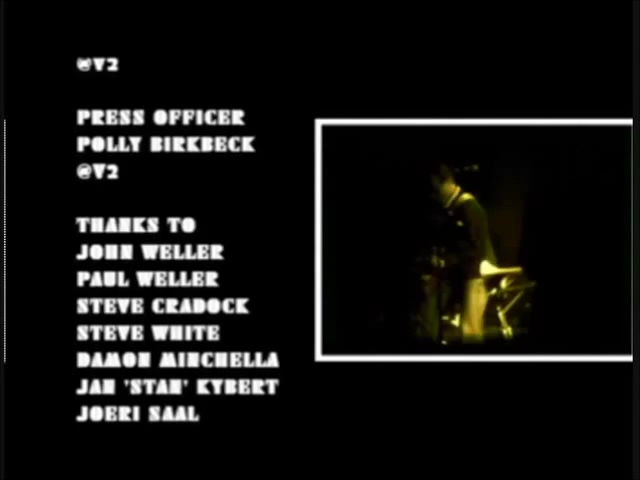 @V2
PRESS OFFICER
POLLY BIRKBECK
@V2
THANKS TO
JOHN WELLER
PAUL WELLER
STEVE CRADOCK
STEVE WHITE
DAMON MINCHELLA
JAN 'STAN' KYBERT
JOERI SAAL